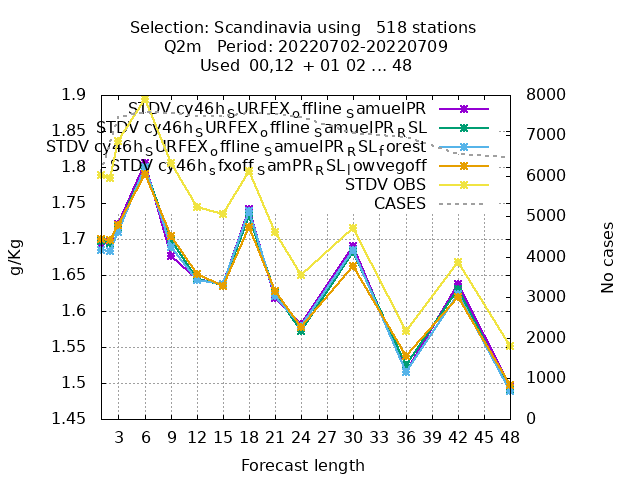 Selection: Scandinavia using   518 stations
Q2m   Period: 20220702-20220709
Used  00,12  + 01 02 ... 48
STDV cy46h_SURFEX_offline_SamuelPR
STDV cy46h_SURFEX_offline_SamuelPR_RSL
STDV cy46h_SURFEX_offline_SamuelPR_RSL_forest
STDV cy46h_sfxoff_SamPR_RSL_lowvegoff
STDV OBS
CASES
1.9
1.85
1.8
1.75
1.7
1.65
1.6
1.55
1.5
1.45
g/Kg
8000
7000
6000
5000
4000
3000
2000
1000
0
No cases
3 6 9 12 15 18 21 24 27 30 33 36 39 42 45 48
Forecast length